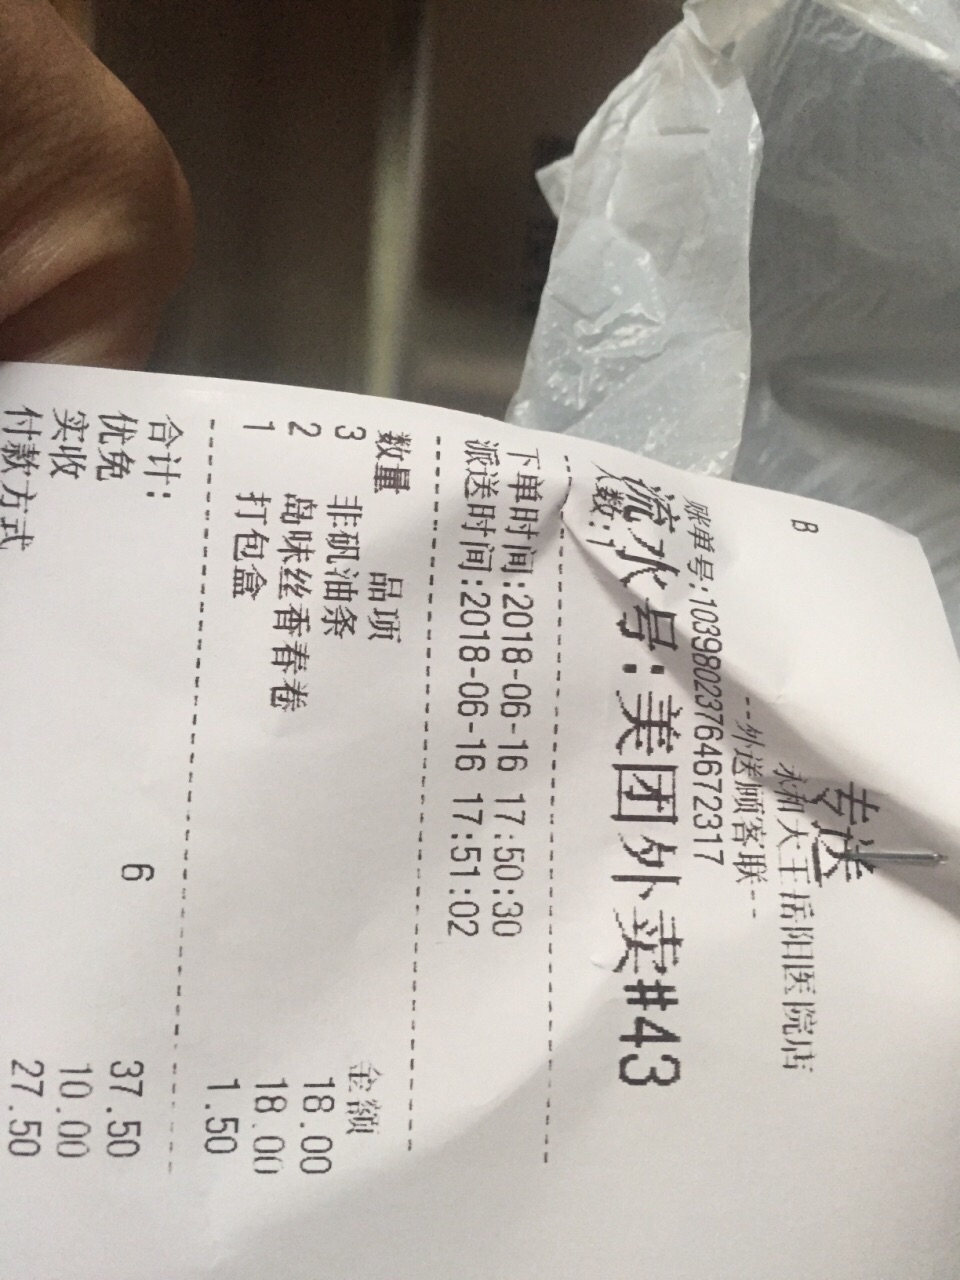 B
专送
永和大王岳阳医院店
--外送顾客联--
账单号:10398023764672317
流水号:美团外卖#43
人数:1
下单时间:2018-06-16 17:50:30
派送时间:2018-06-16 17:51:02
数量 品项 金额
3 非矾油条 18.00
2 岛味丝香春卷 18.00
1 打包盒 1.50
合计: 6 37.50
优免 10.00
实收 27.50
付款方式